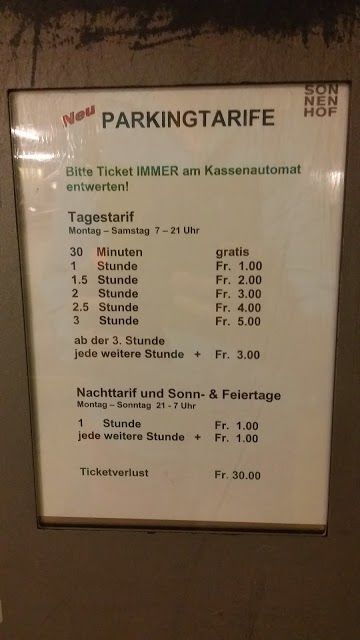 SON
NEN
HOF
Neu PARKINGTARIFE
Bitte Ticket IMMER am Kassenautomat
entwerten!
Tagestarif
Montag – Samstag 7 – 21 Uhr
30 Minuten gratis
1 Stunde Fr. 1.00
1.5 Stunde Fr. 2.00
2 Stunde Fr. 3.00
2.5 Stunde Fr. 4.00
3 Stunde Fr. 5.00
ab der 3. Stunde
jede weitere Stunde + Fr. 3.00
Nachttarif und Sonn- & Feiertage
Montag – Sonntag 21 - 7 Uhr
1 Stunde Fr. 1.00
jede weitere Stunde + Fr. 1.00
Ticketverlust Fr. 30.00